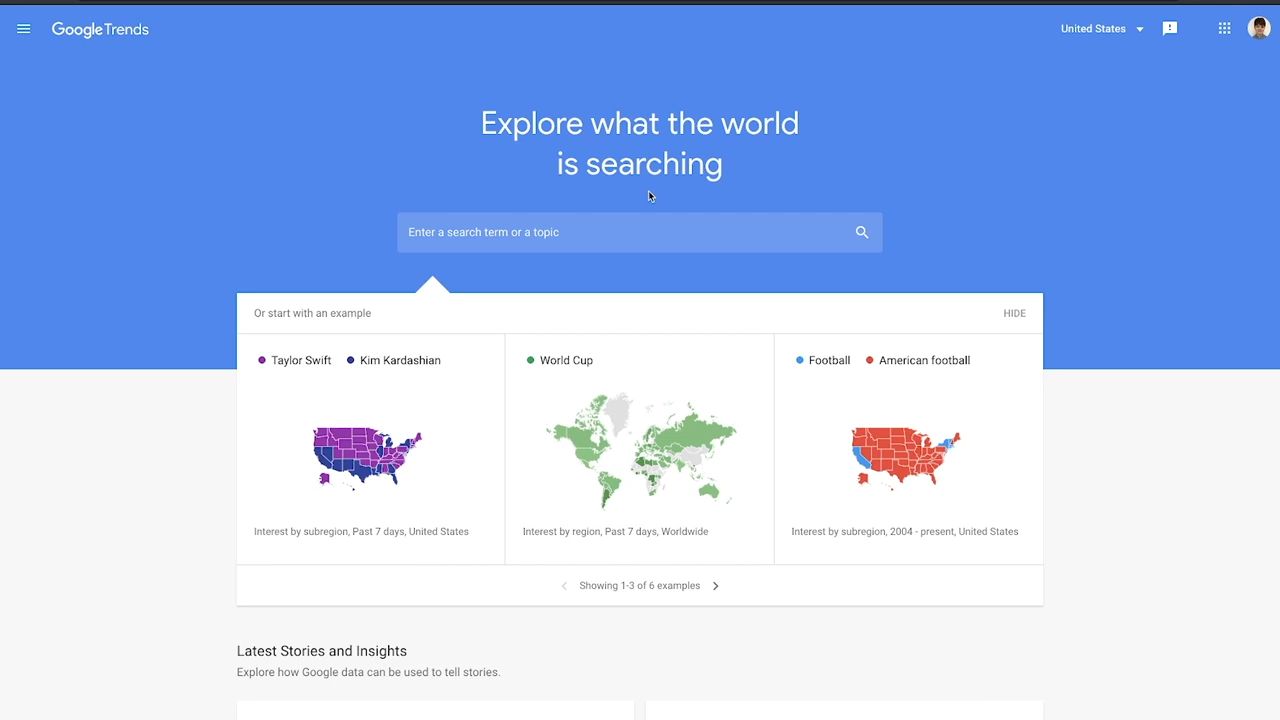 Google Trends
United States
Explore what the world
is searching
Enter a search term or a topic
Or start with an example
HIDE
Taylor Swift Kim Kardashian
World Cup
Football American football
Interest by subregion, Past 7 days, United States
Interest by region, Past 7 days, Worldwide
Interest by subregion, 2004 - present, United States
Showing 1-3 of 6 examples
Latest Stories and Insights
Explore how Google data can be used to tell stories.